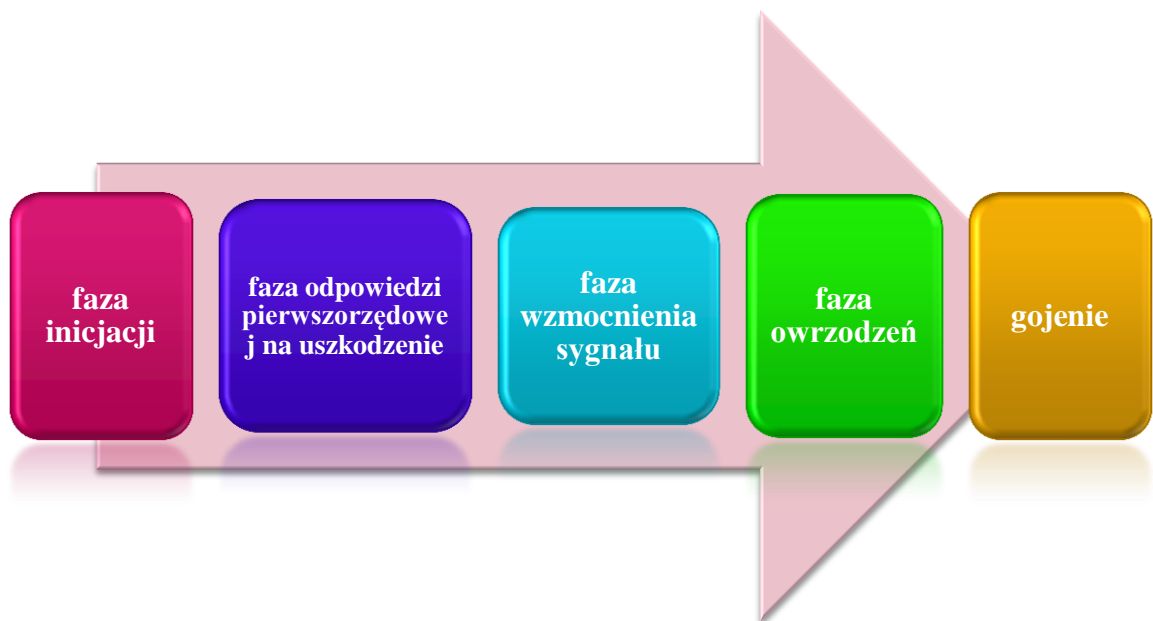 faza
inicjacji
faza odpowiedzi
pierwszorzędowe
j na uszkodzenie
faza
wzmocnienia
sygnału
faza
owrzodzeń
gojenie